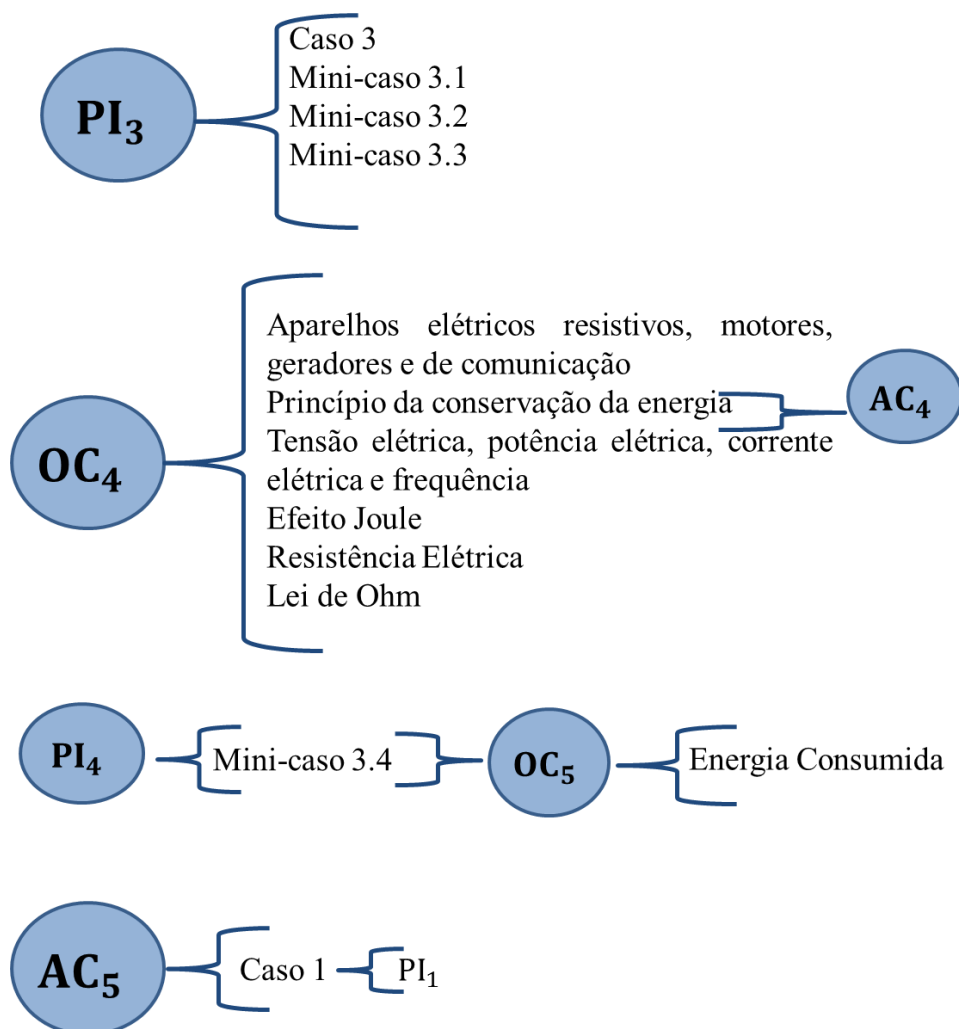 PI₃
Caso 3
Mini-caso 3.1
Mini-caso 3.2
Mini-caso 3.3
OC₄
Aparelhos elétricos resistivos, motores,
geradores e de comunicação
Princípio da conservação da energia
Tensão elétrica, potência elétrica, corrente
elétrica e frequência
Efeito Joule
Resistência Elétrica
Lei de Ohm
AC₄
PI₄
Mini-caso 3.4
OC₅
Energia Consumida
AC₅
Caso 1
PI₁